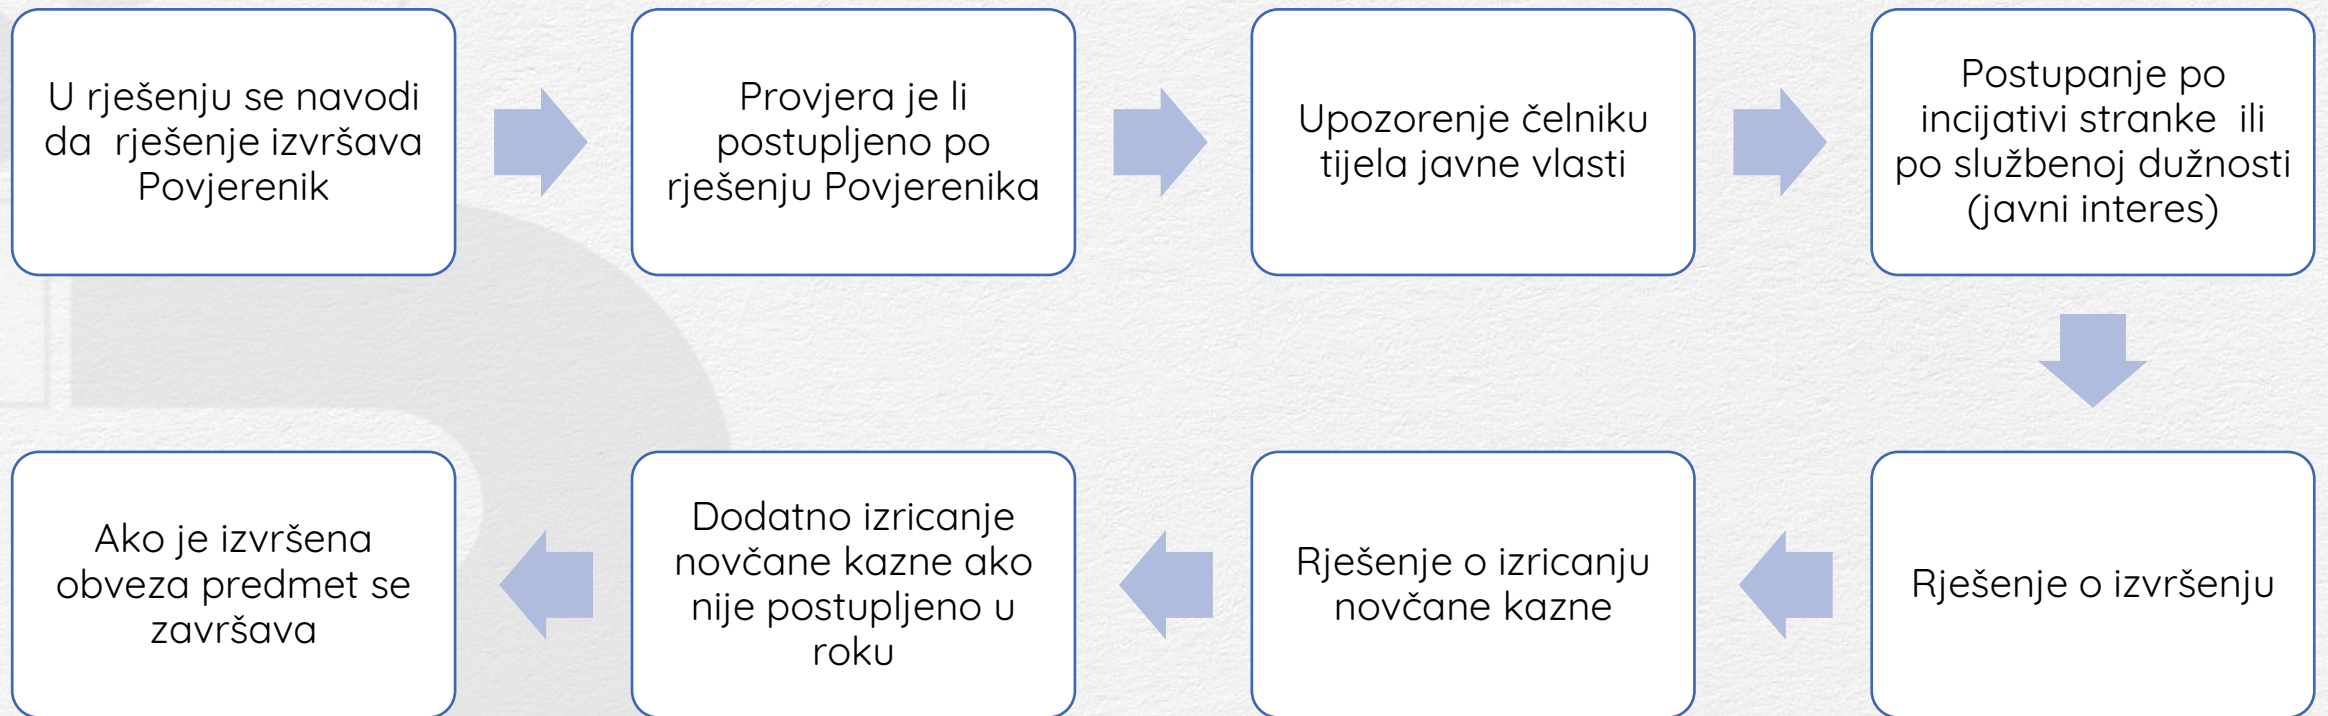 U rješenju se navodi
da  rješenje izvršava
Povjerenik
Provjera je li
postupljeno po
rješenju Povjerenika
Upozorenje čelniku
tijela javne vlasti
Postupanje po
incijativi stranke  ili
po službenoj dužnosti
(javni interes)
Rješenje o izvršenju
Rješenje o izricanju
novčane kazne
Dodatno izricanje
novčane kazne ako
nije postupljeno u
roku
Ako je izvršena
obveza predmet se
završava